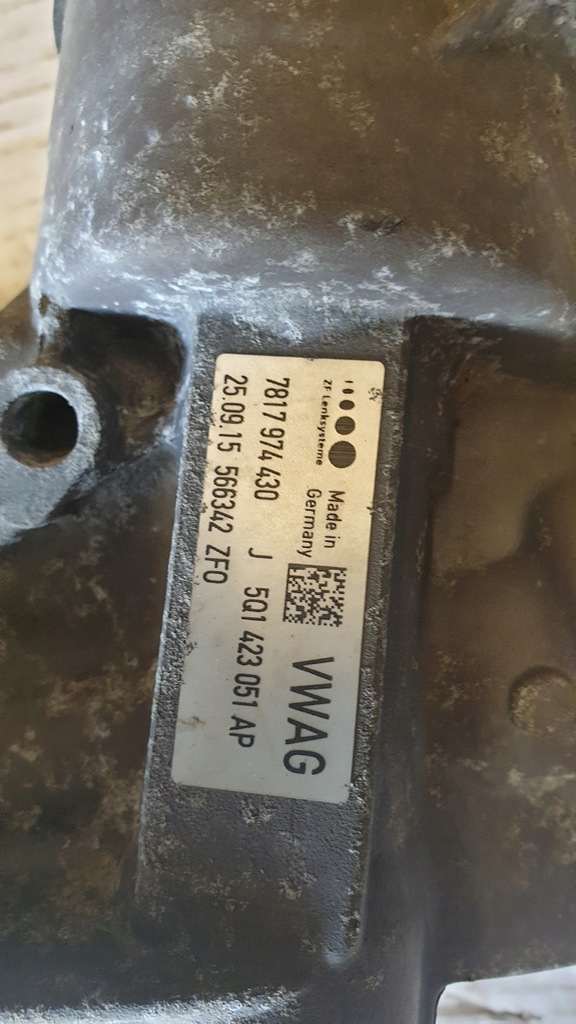 ZF Lenksysteme
Made in
Germany
VWAG
7817 974 430 J 5Q1 423 051 AP
25.09.15 566342 ZFO